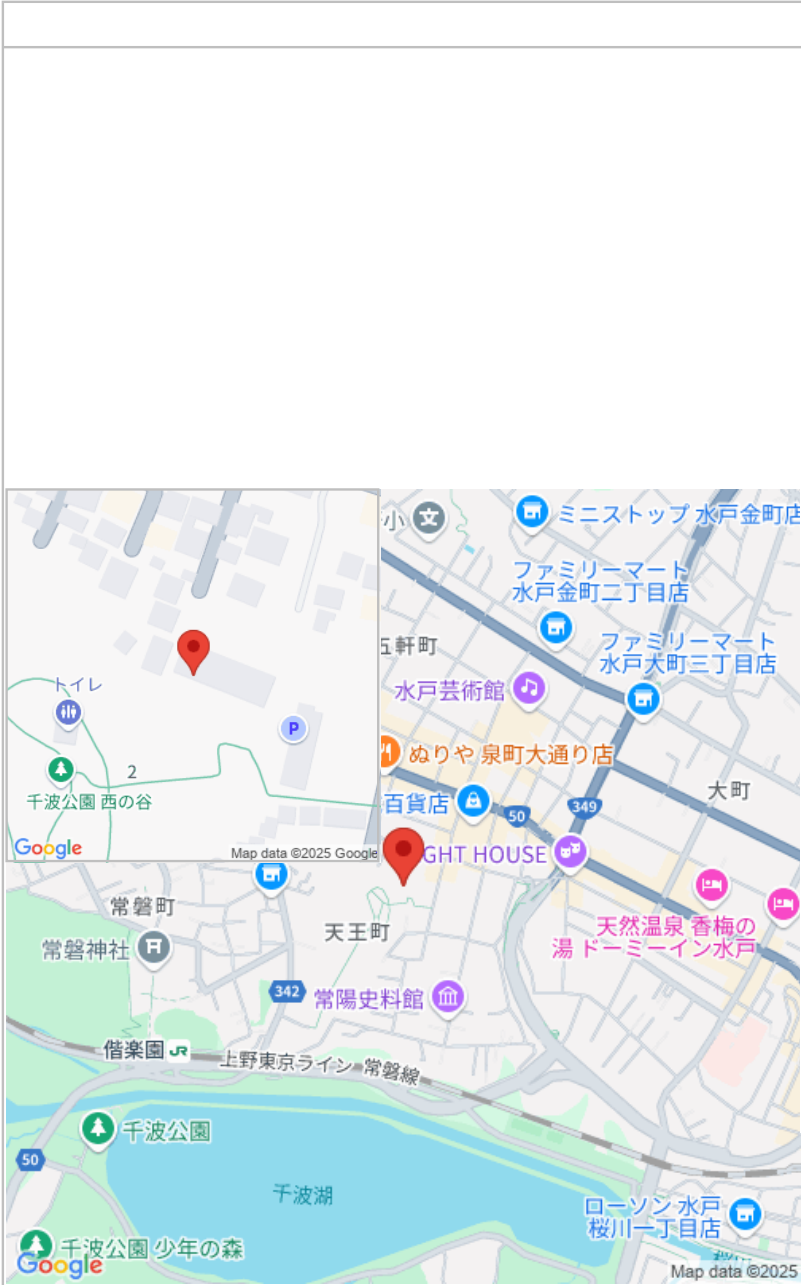 小
ミニストップ 水戸金町店
ファミリーマート
水戸金町二丁目店
五軒町
ファミリーマート
水戸大町三丁目店
水戸芸術館
ぬりや 泉町大通り店
百貨店
50
349
大町
GHT HOUSE
トイレ
P
2
千波公園 西の谷
Google
Map data ©2025 Google
常磐町
天王町
常磐神社
天然温泉 香梅の
湯 ドーミーイン水戸
342
常陽史料館
偕楽園 JR
上野東京ライン 常磐線
千波公園
50
千波湖
ローソン 水戸
桜川一丁目店
千波公園 少年の森
Google
Map data ©2025